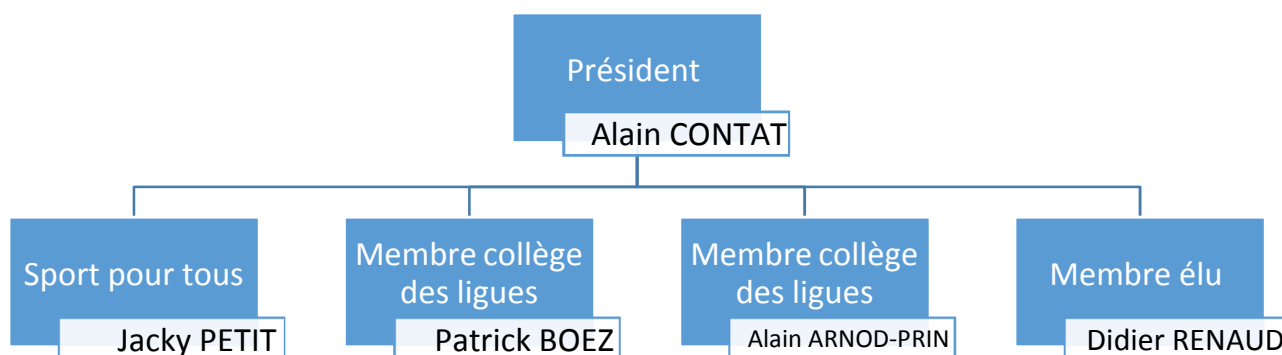 Président
Alain CONTAT
Sport pour tous
Jacky PETIT
Membre collège
des ligues
Patrick BOEZ
Membre collège
des ligues
Alain ARNOD-PRIN
Membre élu
Didier RENAUD